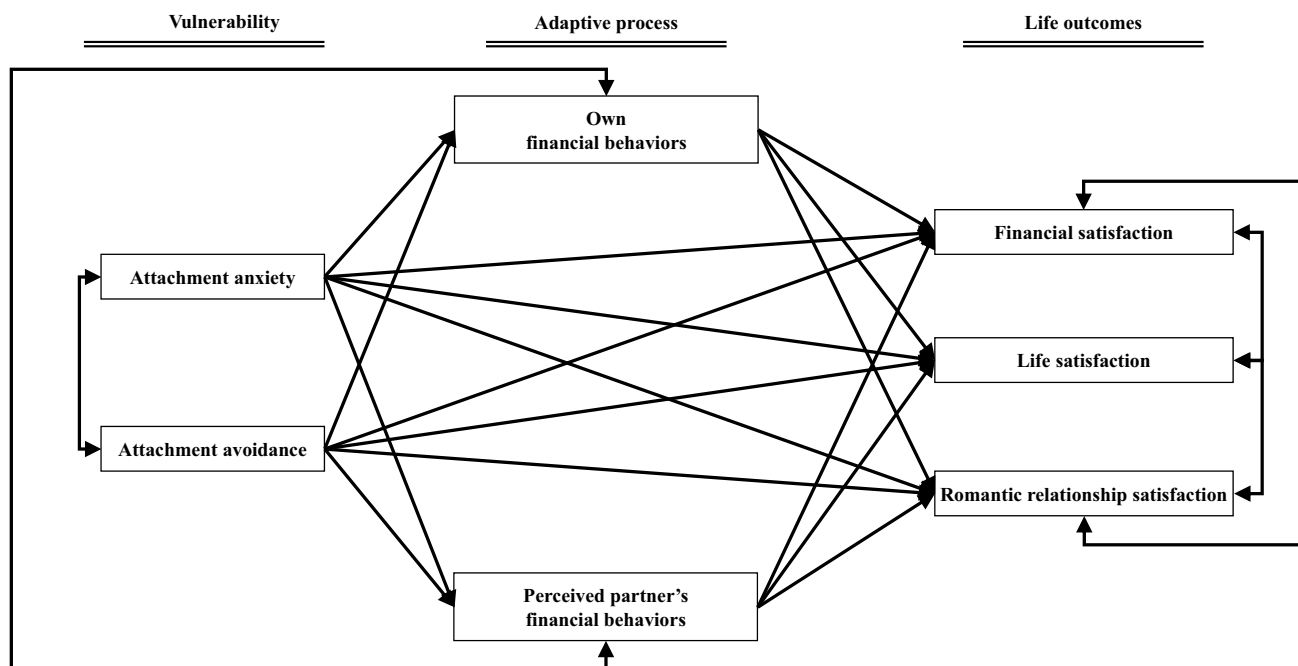 Vulnerability
Adaptive process
Life outcomes
Own
financial behaviors
Financial satisfaction
Attachment anxiety
Life satisfaction
Attachment avoidance
Romantic relationship satisfaction
Perceived partner’s
financial behaviors